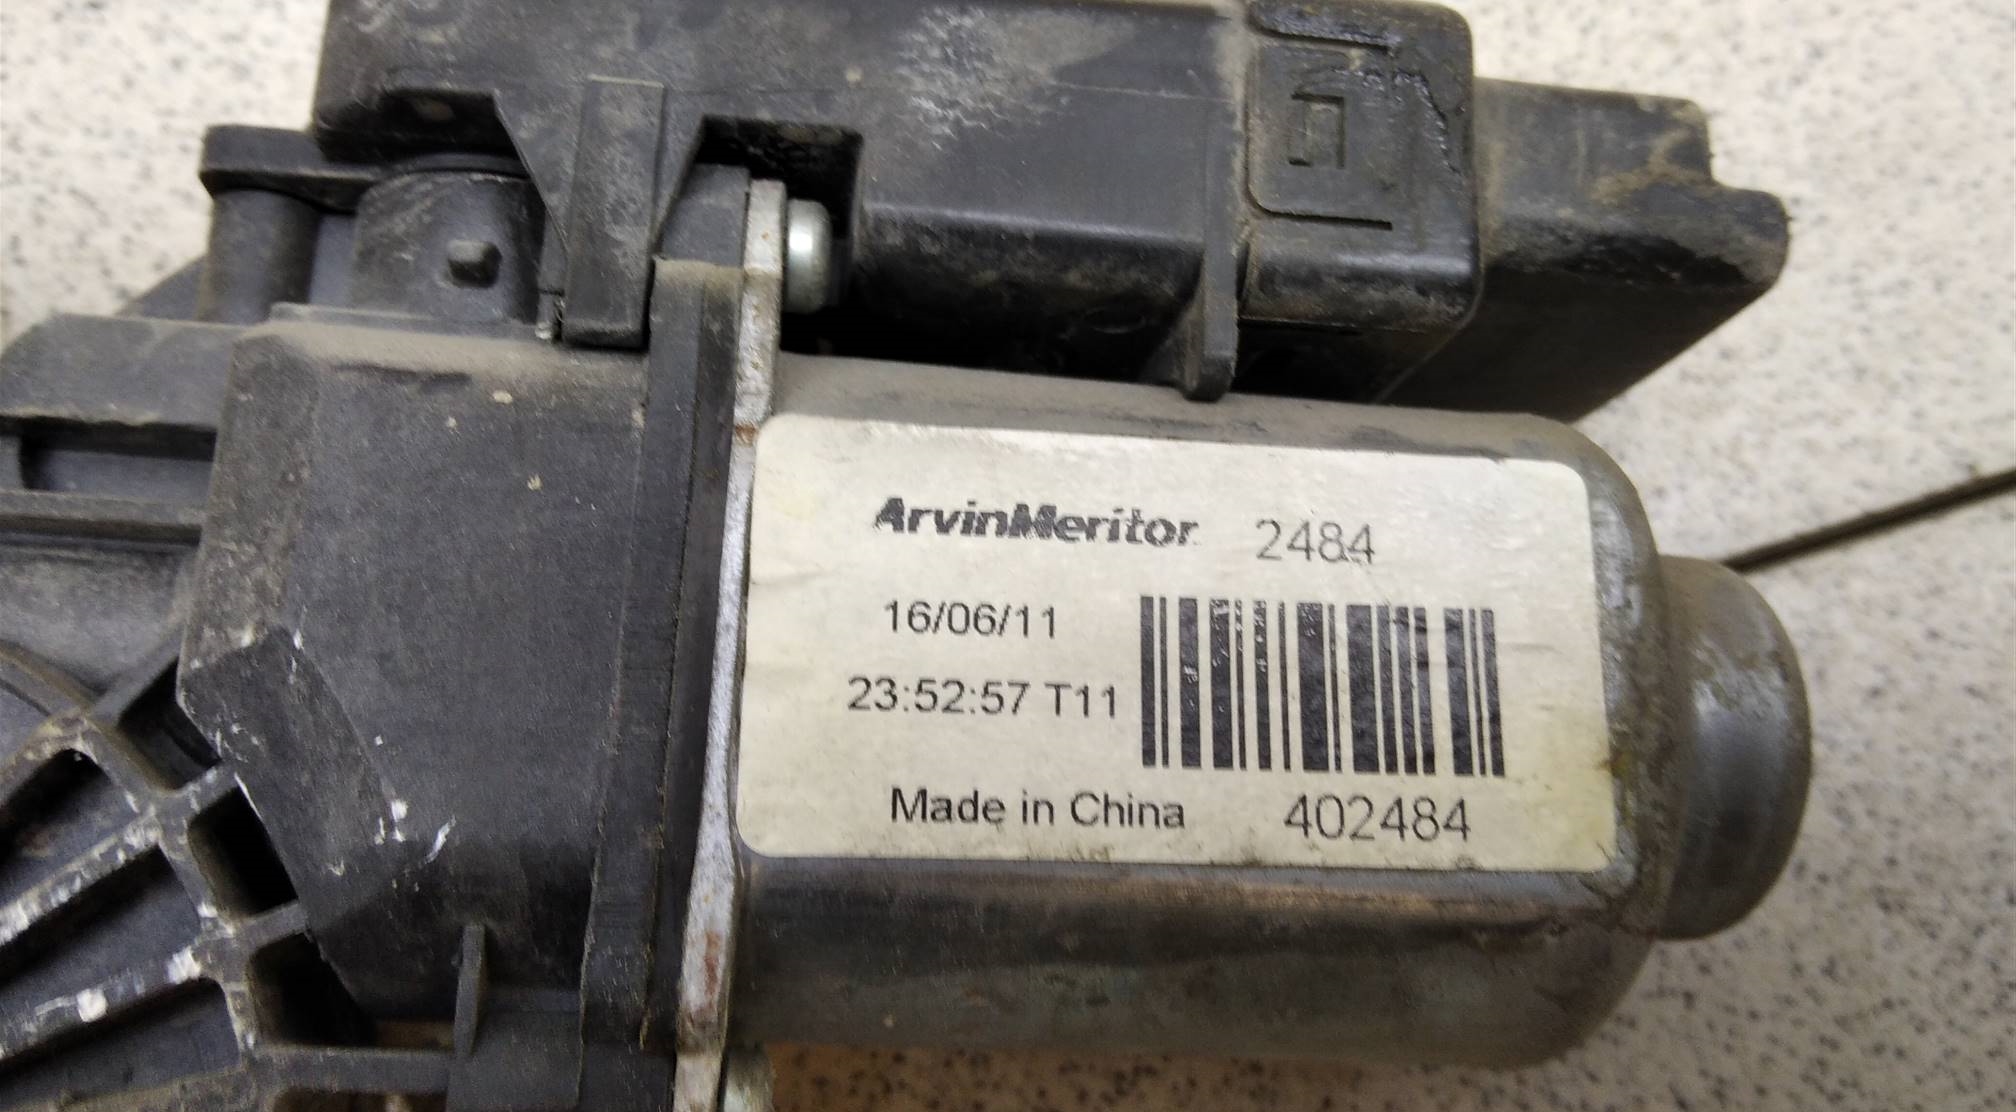 ArvinMeritor 2484
16/06/11
23:52:57 T11
Made in China 402484